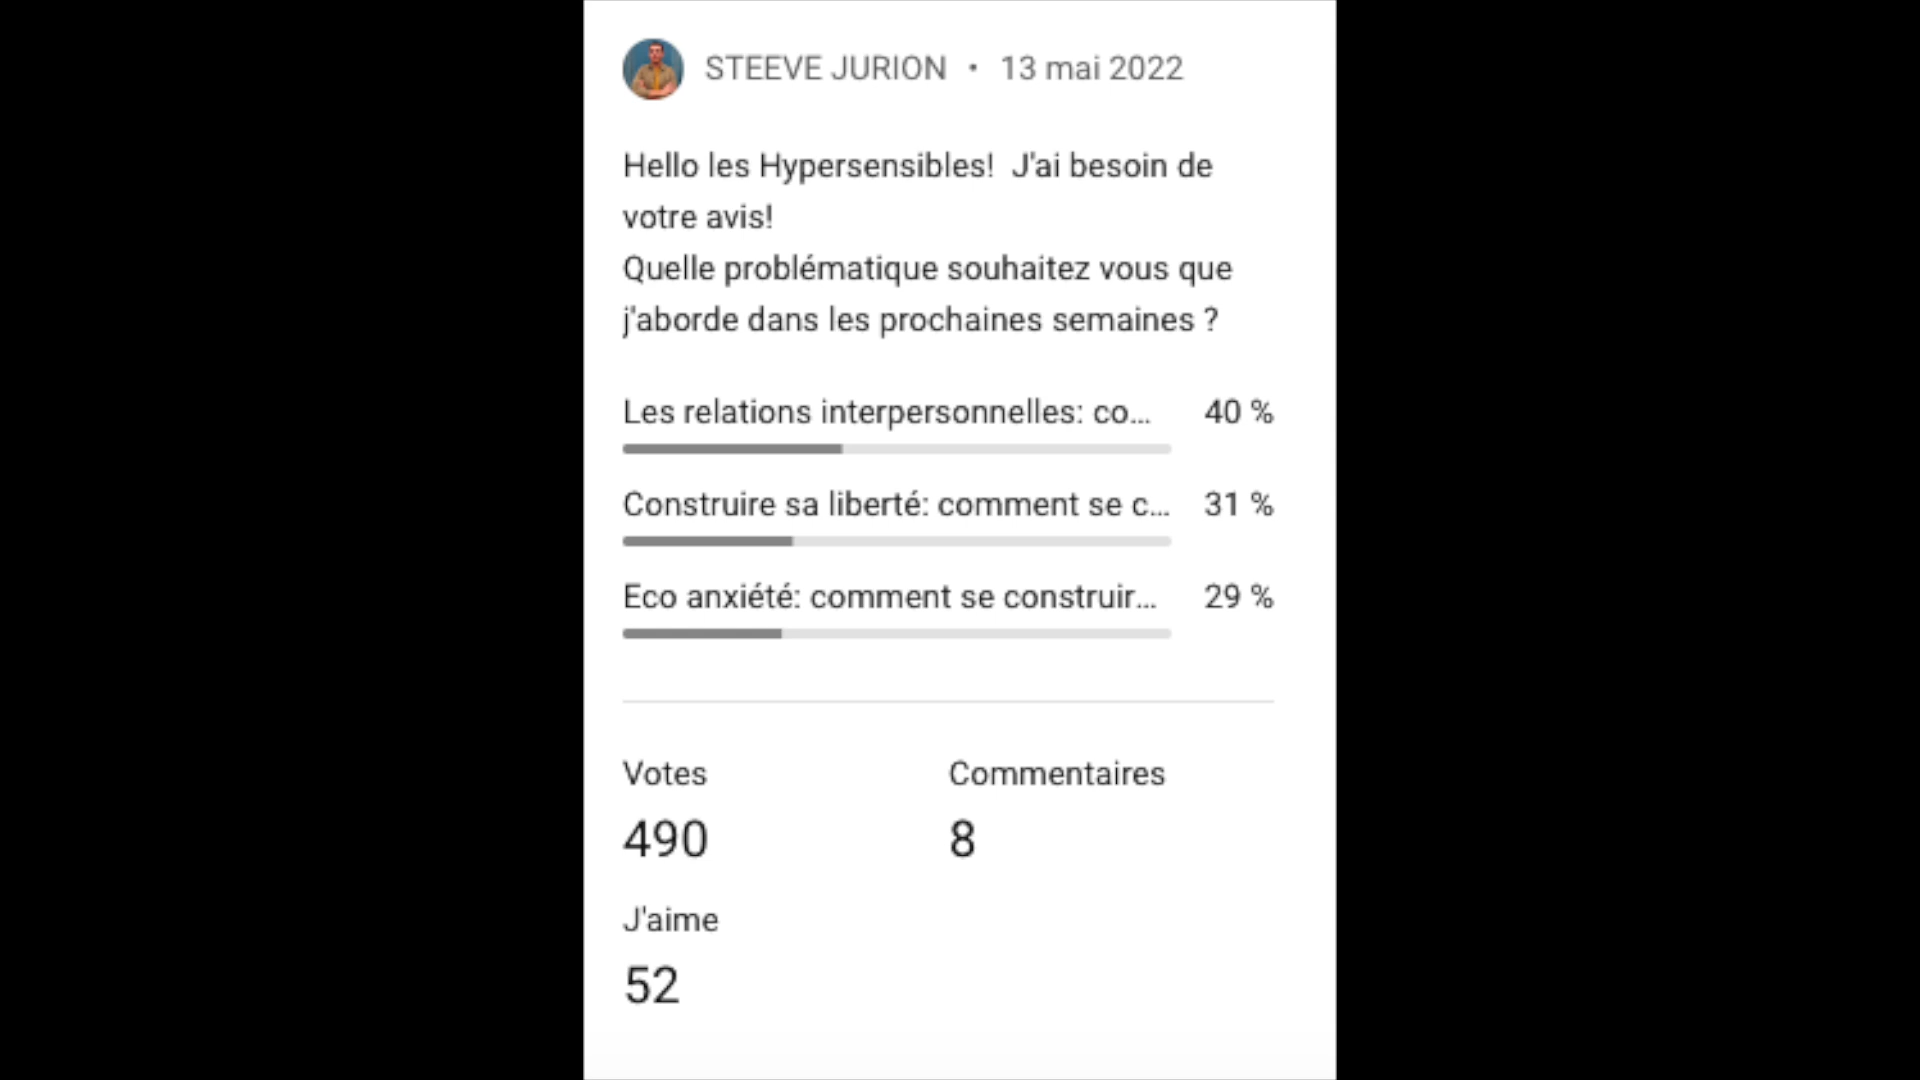 STEEVE JURION • 13 mai 2022
Hello les Hypersensibles!  J'ai besoin de
votre avis!
Quelle problématique souhaitez vous que
j'aborde dans les prochaines semaines ?
Les relations interpersonnelles: co... 40 %
Construire sa liberté: comment se c... 31 %
Eco anxiété: comment se construir... 29 %
Votes Commentaires
490 8
J'aime
52